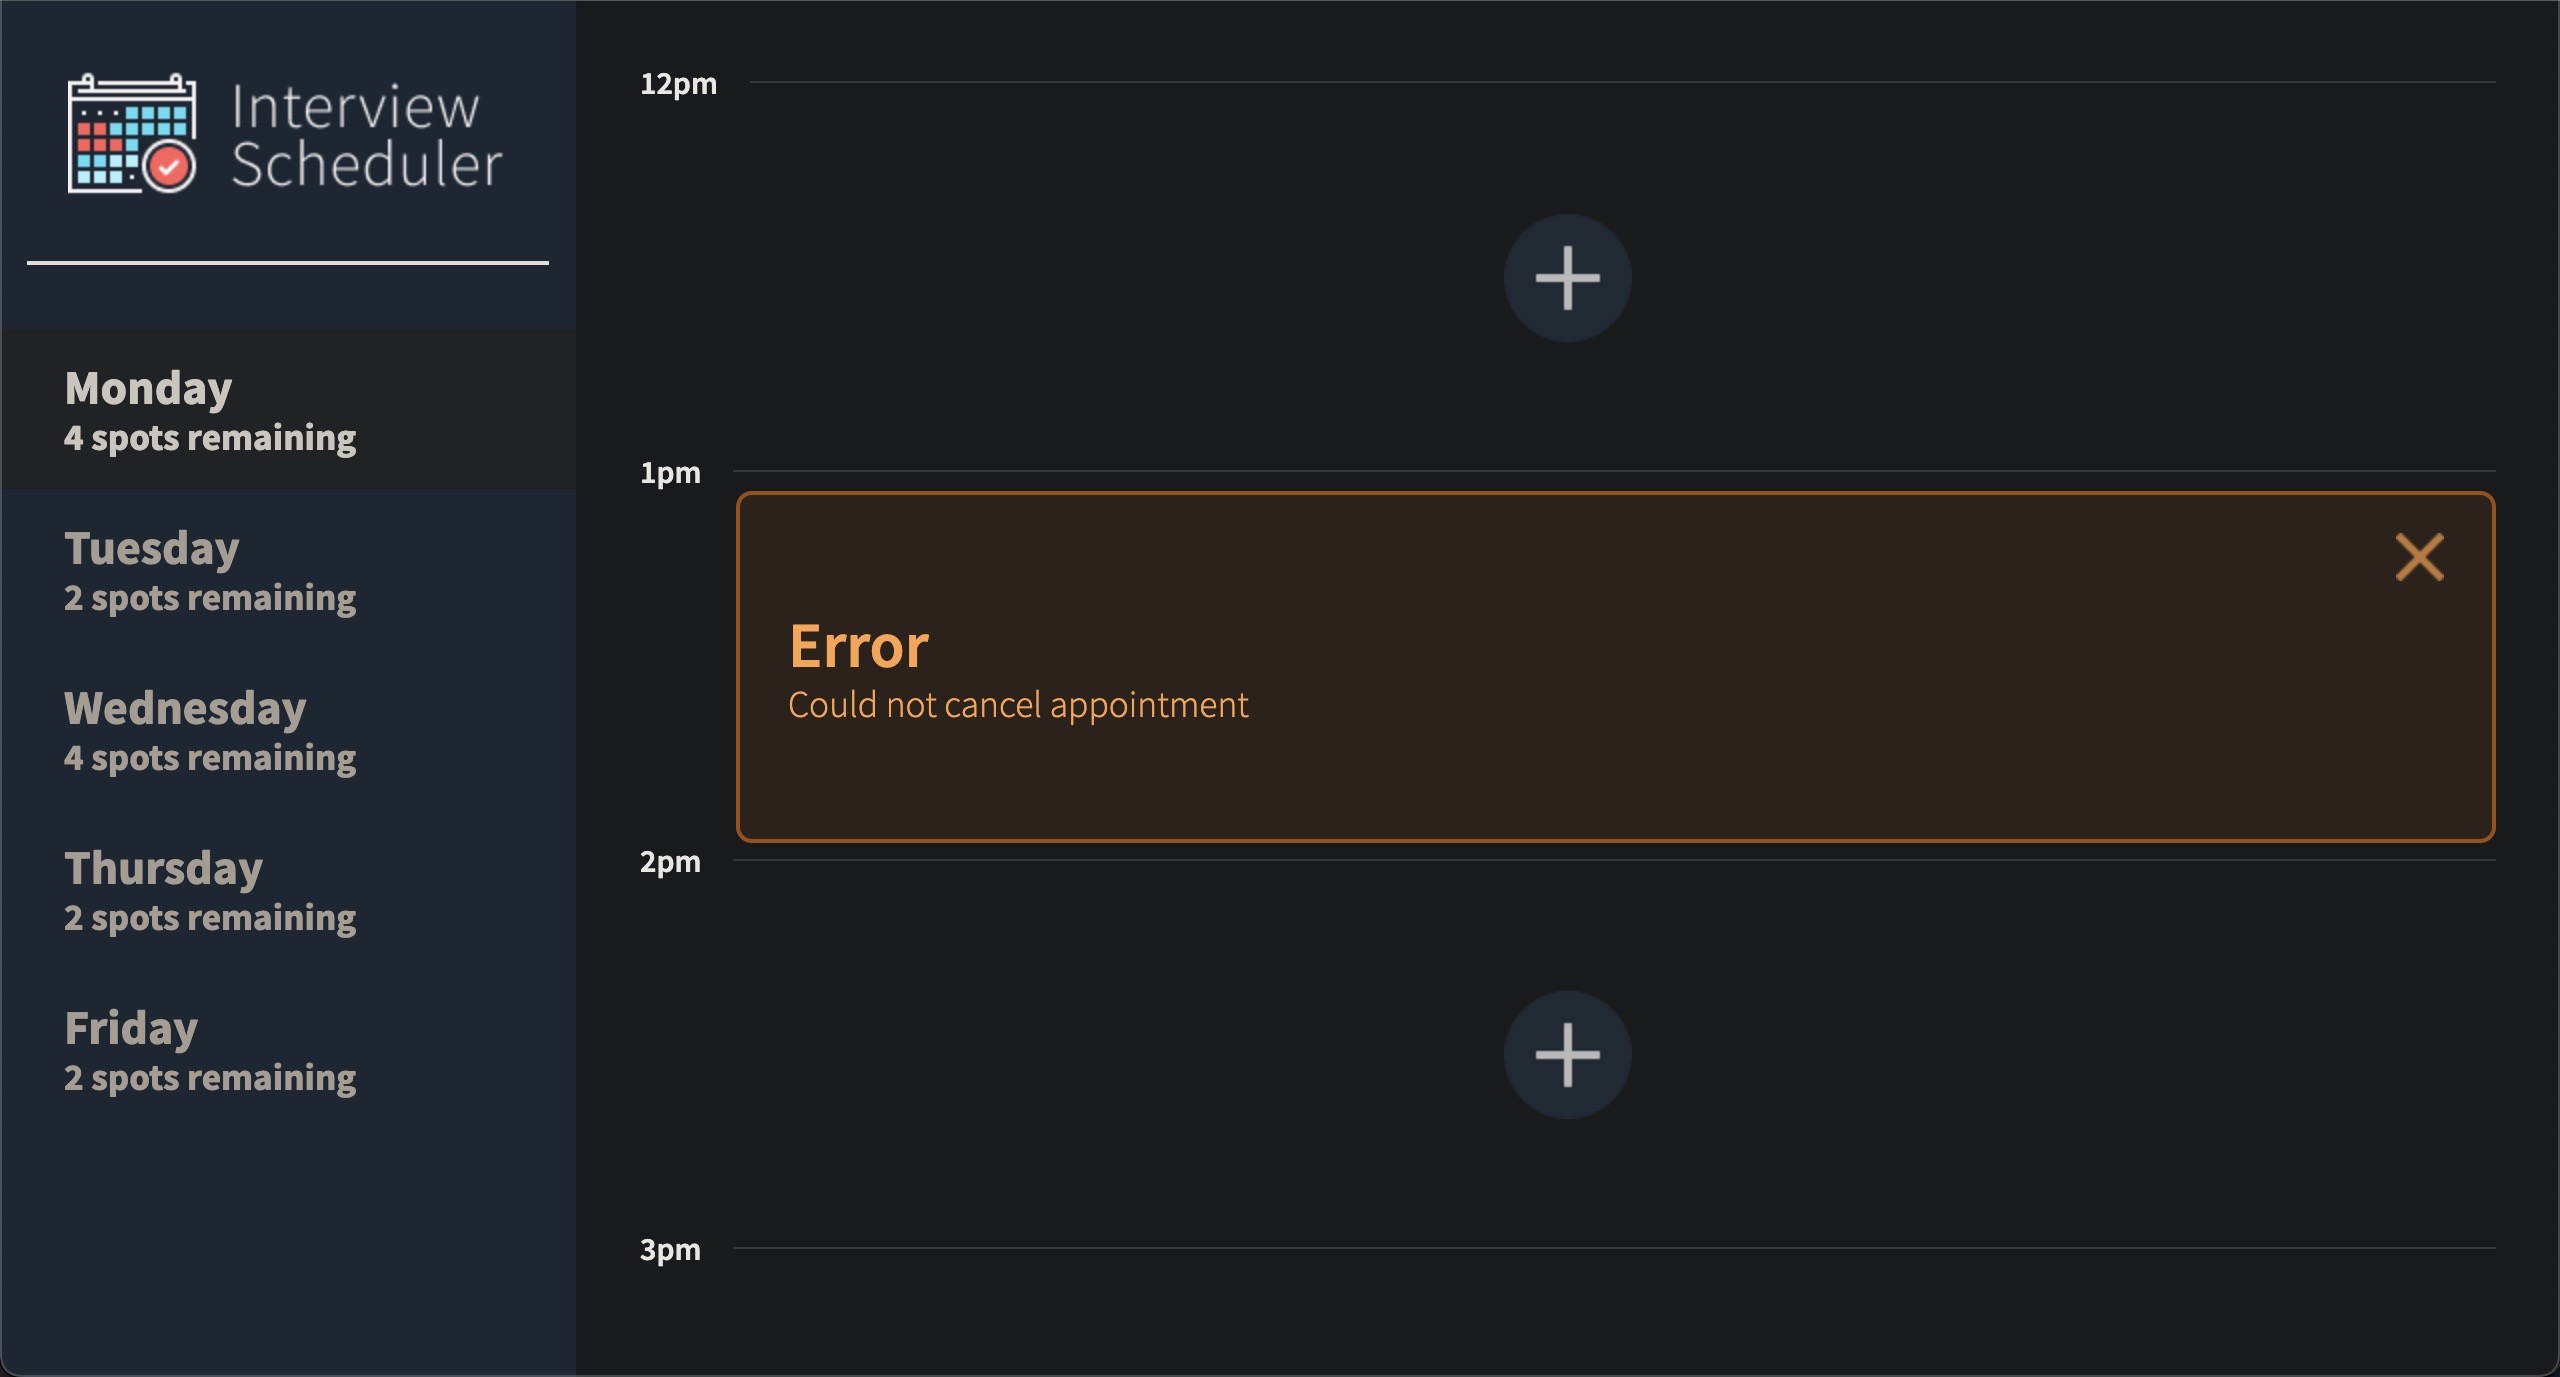 Interview
Scheduler
Monday
4 spots remaining
Tuesday
2 spots remaining
Wednesday
4 spots remaining
Thursday
2 spots remaining
Friday
2 spots remaining
12pm
1pm
Error
Could not cancel appointment
2pm
3pm